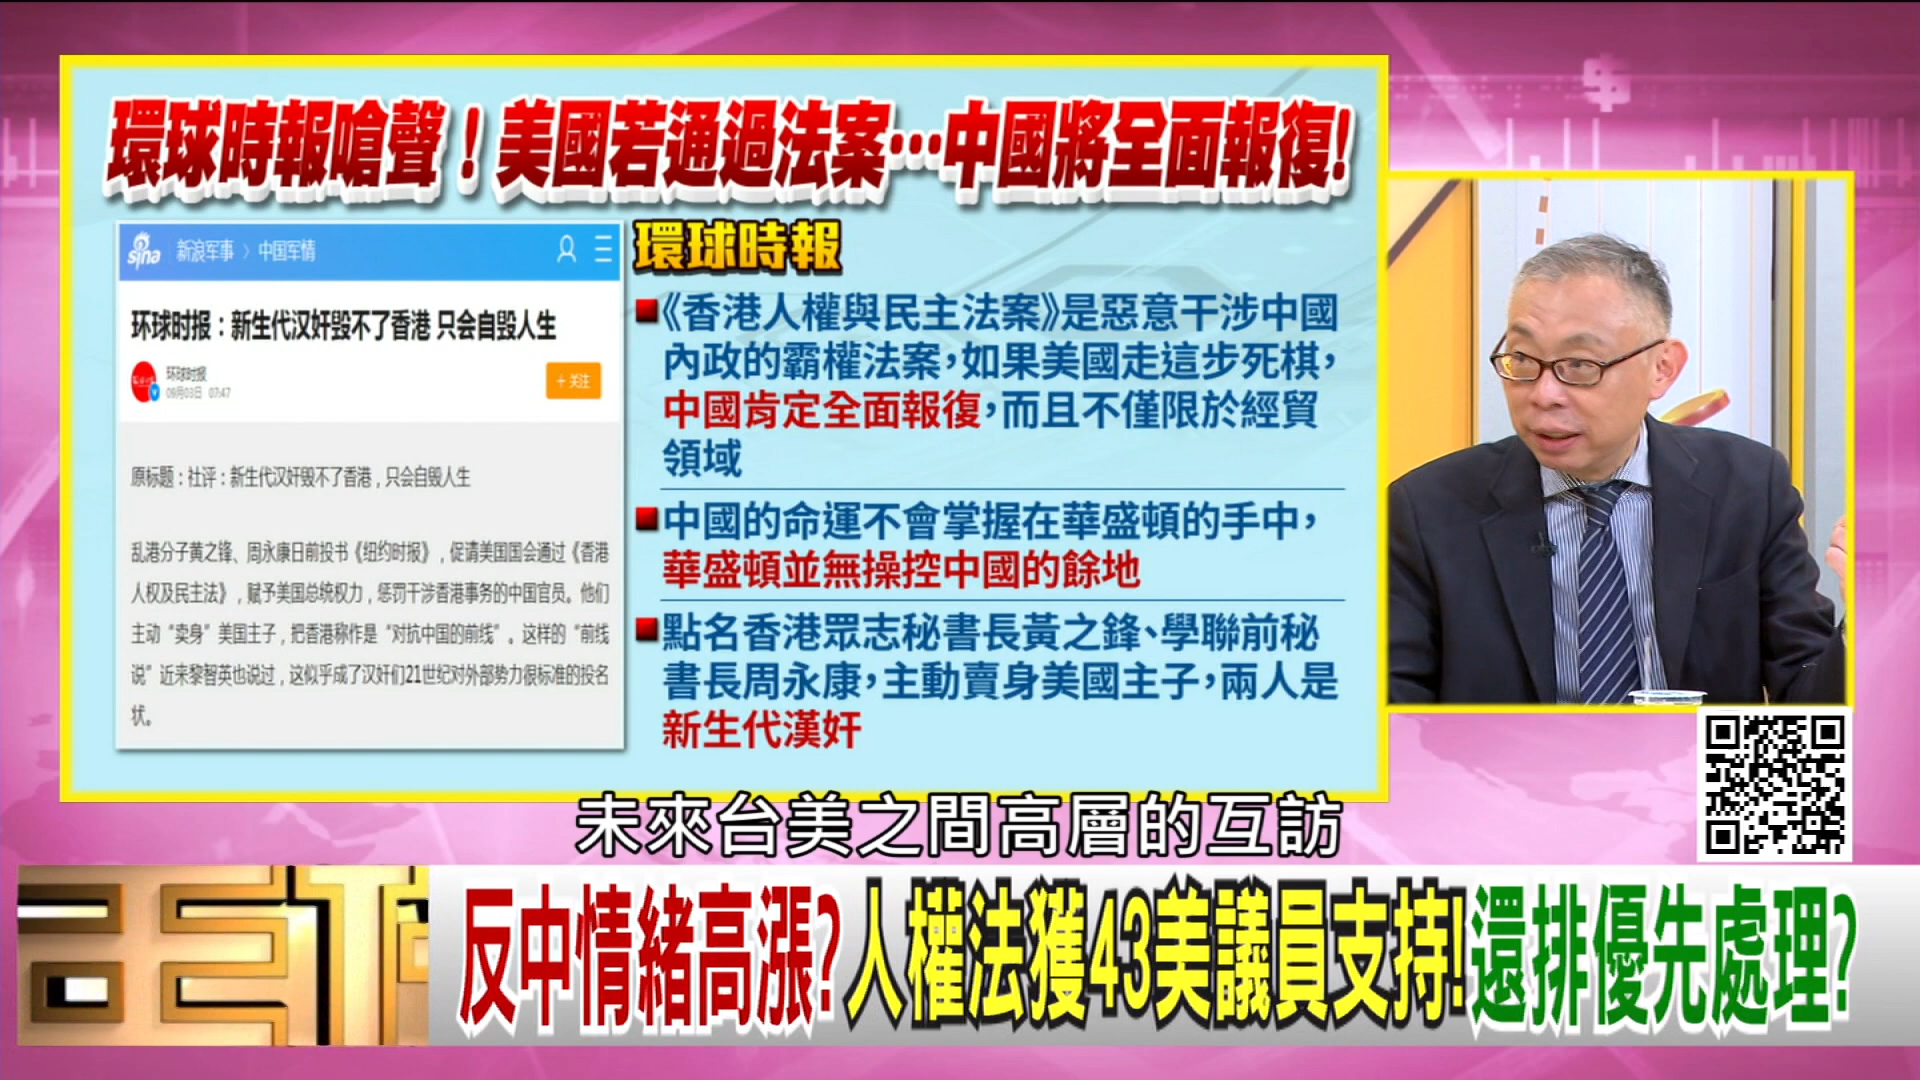 環球時報嗆聲！美國若通過法案…中國將全面報復!
sina 新浪军事 〉 中国军情
环球时报：新生代汉奸毁不了香港 只会自毁人生
环球时报
09月03日 07:47
+ 关注
原标题：社评：新生代汉奸毁不了香港，只会自毁人生
乱港分子黄之锋、周永康日前投书《纽约时报》，促请美国国会通过《香港
人权及民主法》，赋予美国总统权力，惩罚干涉香港事务的中国官员。他们
主动“卖身”美国主子，把香港称作是“对抗中国的前线”。这样的“前线
说”近来黎智英也说过，这似乎成了汉奸们21世纪对外部势力很标准的投名
状。
環球時報
《香港人權與民主法案》是惡意干涉中國
內政的霸權法案，如果美國走這步死棋，
中國肯定全面報復，而且不僅限於經貿
領域
中國的命運不會掌握在華盛頓的手中，
華盛頓並無操控中國的餘地
點名香港眾志秘書長黃之鋒、學聯前秘
書長周永康，主動賣身美國主子，兩人是
新生代漢奸
未來台美之間高層的互訪
反中情緒高漲?人權法獲43美議員支持!還排優先處理?